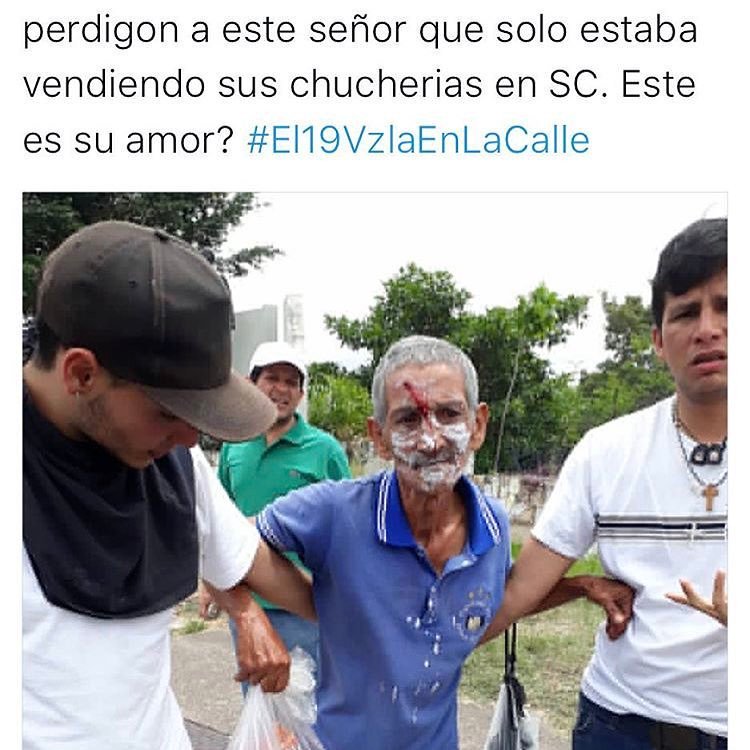 perdigon a este señor que solo estaba
vendiendo sus chucherias en SC. Este
es su amor? #El19VzlaEnLaCalle